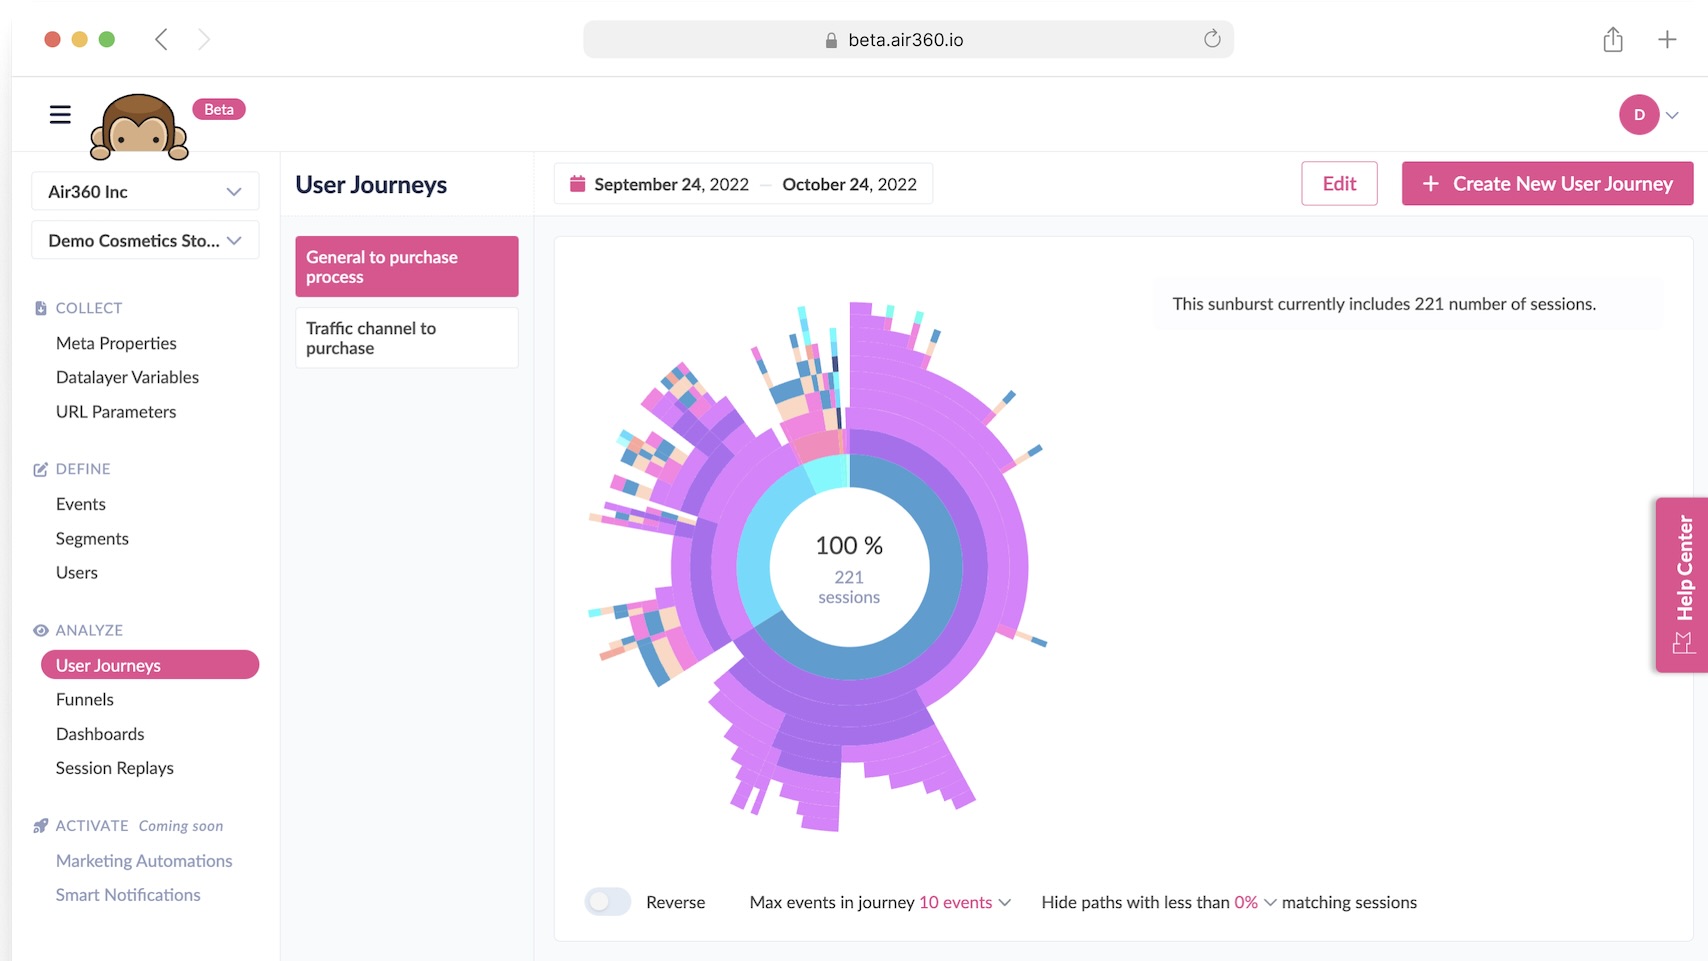 beta.air360.io
Beta
D
Air360 Inc
Demo Cosmetics Sto...
COLLECT
Meta Properties
Datalayer Variables
URL Parameters
DEFINE
Events
Segments
Users
ANALYZE
User Journeys
Funnels
Dashboards
Session Replays
ACTIVATE Coming soon
Marketing Automations
Smart Notifications
User Journeys
General to purchase
process
Traffic channel to
purchase
September 24, 2022 — October 24, 2022
Edit
+ Create New User Journey
This sunburst currently includes 221 number of sessions.
100 %
221
sessions
Reverse
Max events in journey 10 events
Hide paths with less than 0% matching sessions
Help Center